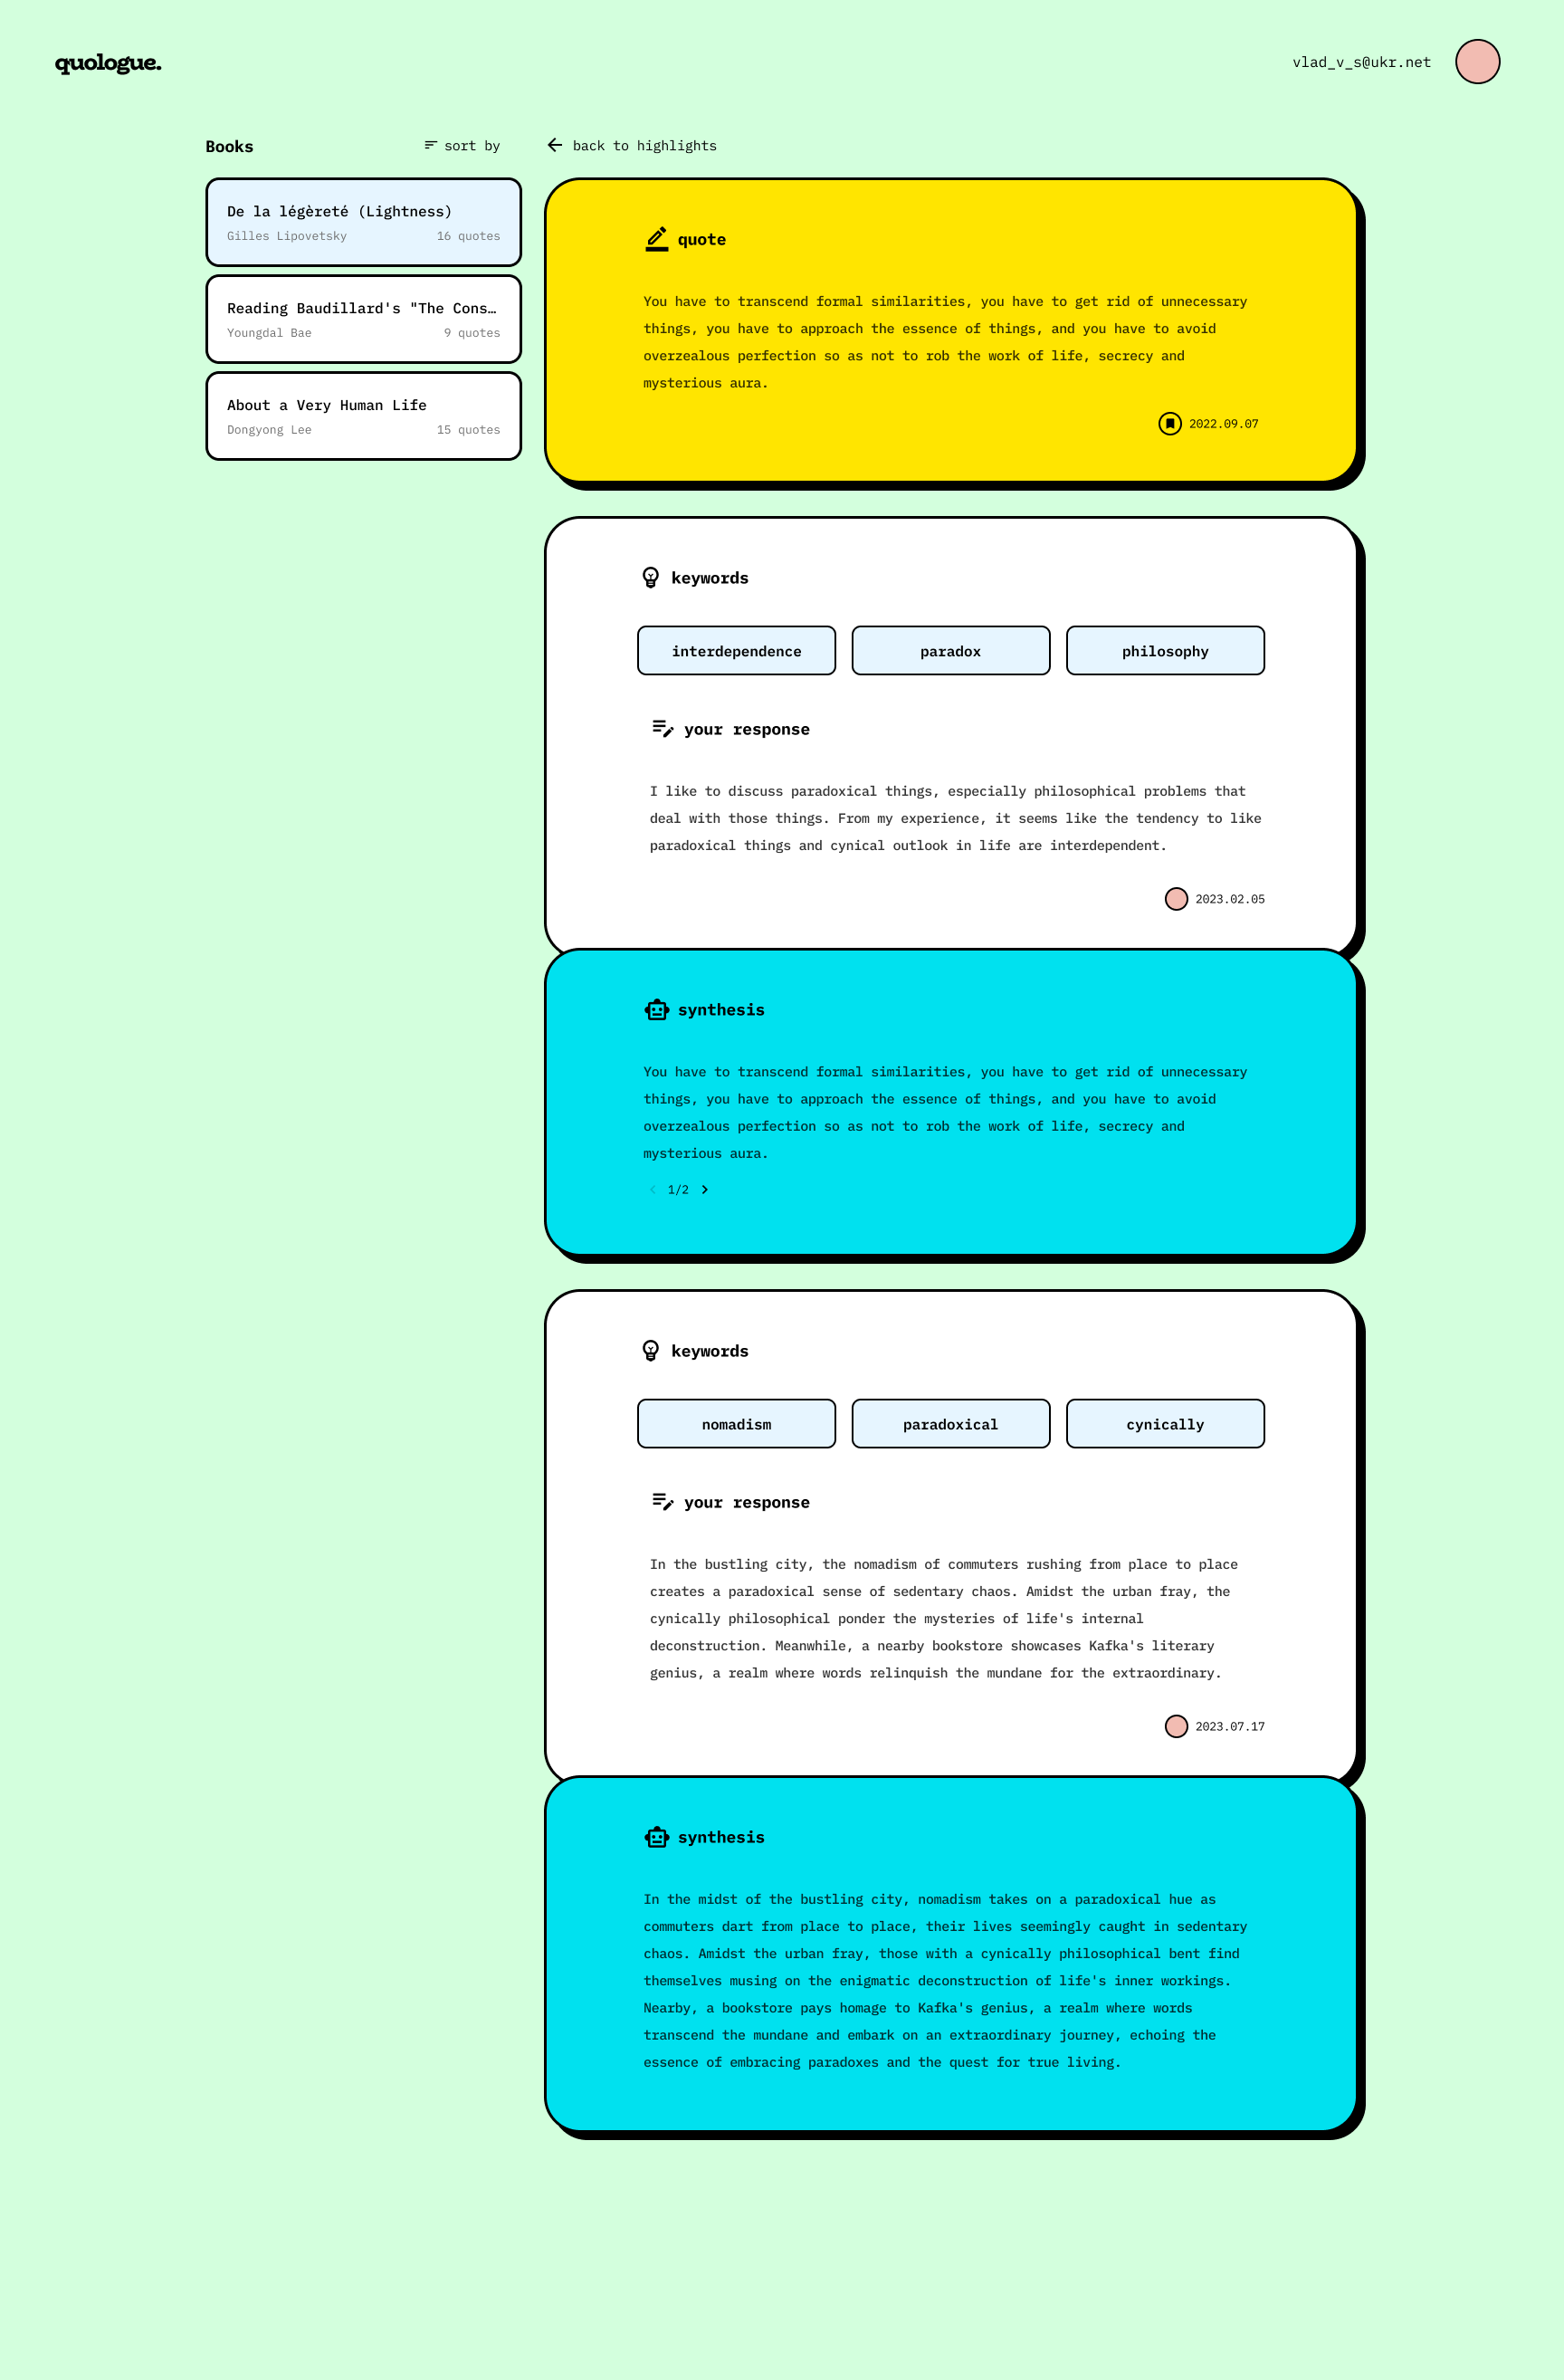 quologue.
vlad_v_s@ukr.net
Books
sort by
De la légèreté (Lightness)
Gilles Lipovetsky
16 quotes
Reading Baudillard's "The Cons…
Youngdal Bae
9 quotes
About a Very Human Life
Dongyong Lee
15 quotes
back to highlights
quote
You have to transcend formal similarities, you have to get rid of unnecessary
things, you have to approach the essence of things, and you have to avoid
overzealous perfection so as not to rob the work of life, secrecy and
mysterious aura.
2022.09.07
keywords
interdependence
paradox
philosophy
your response
I like to discuss paradoxical things, especially philosophical problems that
deal with those things. From my experience, it seems like the tendency to like
paradoxical things and cynical outlook in life are interdependent.
2023.02.05
synthesis
You have to transcend formal similarities, you have to get rid of unnecessary
things, you have to approach the essence of things, and you have to avoid
overzealous perfection so as not to rob the work of life, secrecy and
mysterious aura.
1/2
keywords
nomadism
paradoxical
cynically
your response
In the bustling city, the nomadism of commuters rushing from place to place
creates a paradoxical sense of sedentary chaos. Amidst the urban fray, the
cynically philosophical ponder the mysteries of life's internal
deconstruction. Meanwhile, a nearby bookstore showcases Kafka's literary
genius, a realm where words relinquish the mundane for the extraordinary.
2023.07.17
synthesis
In the midst of the bustling city, nomadism takes on a paradoxical hue as
commuters dart from place to place, their lives seemingly caught in sedentary
chaos. Amidst the urban fray, those with a cynically philosophical bent find
themselves musing on the enigmatic deconstruction of life's inner workings.
Nearby, a bookstore pays homage to Kafka's genius, a realm where words
transcend the mundane and embark on an extraordinary journey, echoing the
essence of embracing paradoxes and the quest for true living.